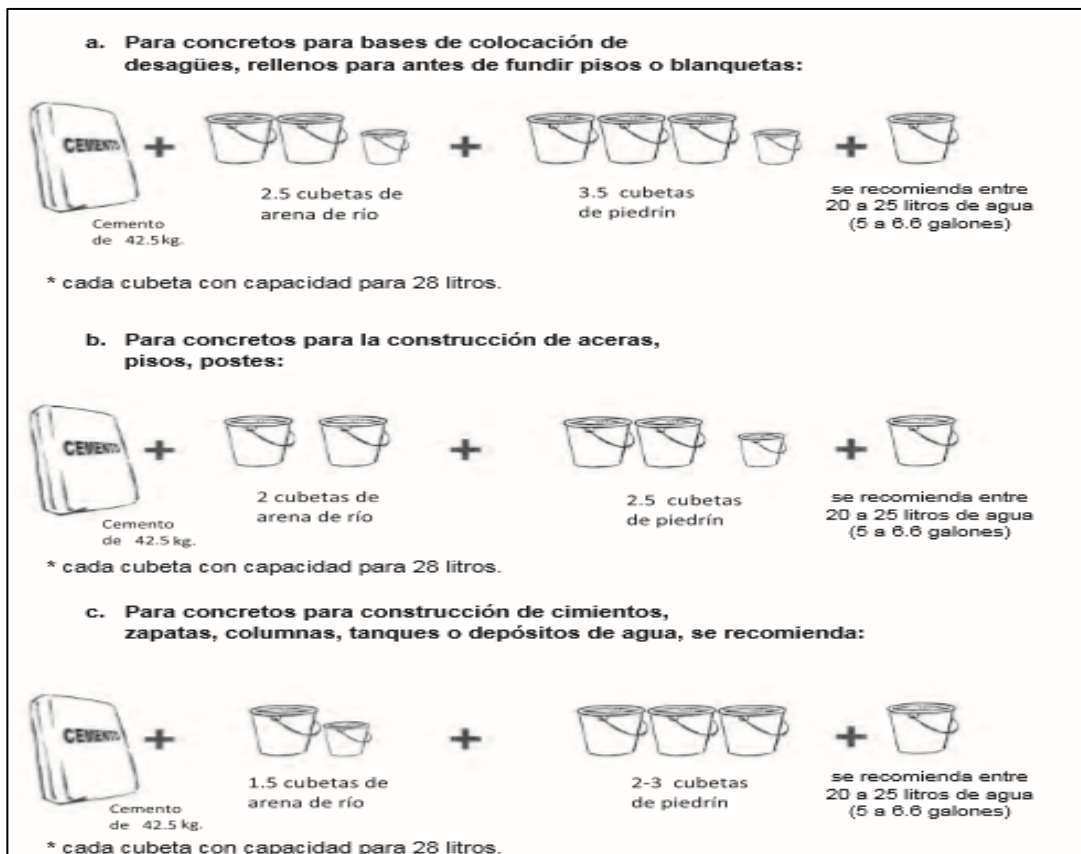 a. Para concretos para bases de colocación de
desagües, rellenos para antes de fundir pisos o blanquetas:
CEMENTO
+
+
+
2.5 cubetas de
arena de río
3.5 cubetas
de piedrín
se recomienda entre
20 a 25 litros de agua
(5 a 6.6 galones)
Cemento
de 42.5 kg.
* cada cubeta con capacidad para 28 litros.
b. Para concretos para la construcción de aceras,
pisos, postes:
CEMENTO
+
+
+
2 cubetas de
arena de río
2.5 cubetas
de piedrín
se recomienda entre
20 a 25 litros de agua
(5 a 6.6 galones)
Cemento
de 42.5 kg.
* cada cubeta con capacidad para 28 litros.
c. Para concretos para construcción de cimientos,
zapatas, columnas, tanques o depósitos de agua, se recomienda:
CEMENTO
+
+
+
1.5 cubetas de
arena de río
2-3 cubetas
de piedrín
se recomienda entre
20 a 25 litros de agua
(5 a 6.6 galones)
Cemento
de 42.5 kg.
* cada cubeta con capacidad para 28 litros.